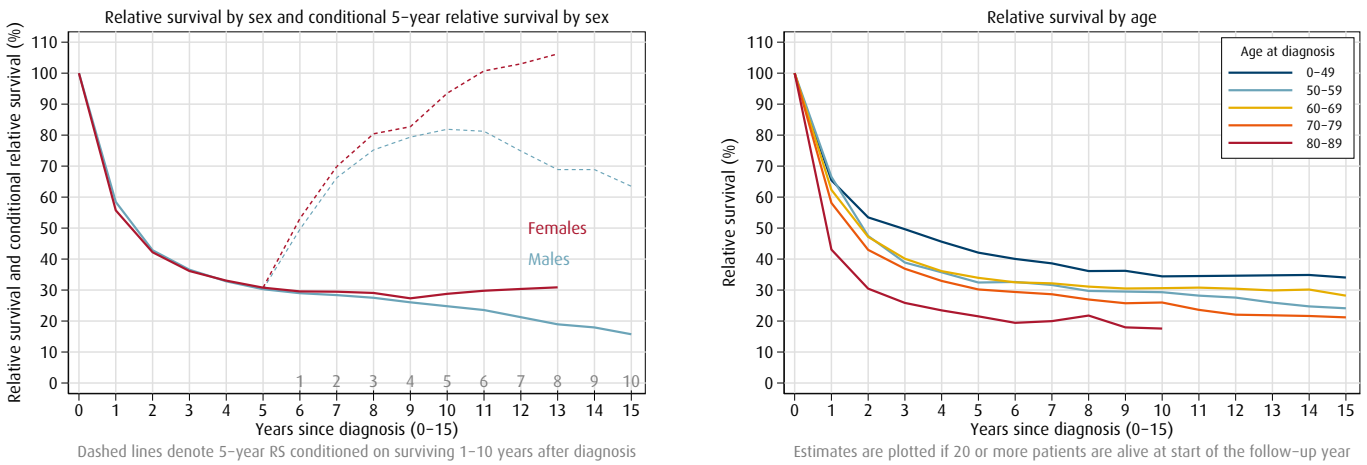 Relative survival by sex and conditional 5-year relative survival by sex
Relative survival and conditional relative survival (%)
110
100
90
80
70
60
50
40
30
20
10
0
Females
Males
1 2 3 4 5 6 7 8 9 10
0 1 2 3 4 5 6 7 8 9 10 11 12 13 14 15
Years since diagnosis (0-15)
Dashed lines denote 5-year RS conditioned on surviving 1-10 years after diagnosis
Relative survival by age
Relative survival (%)
110
100
90
80
70
60
50
40
30
20
10
0
Age at diagnosis
0-49
50-59
60-69
70-79
80-89
0 1 2 3 4 5 6 7 8 9 10 11 12 13 14 15
Years since diagnosis (0-15)
Estimates are plotted if 20 or more patients are alive at start of the follow-up year